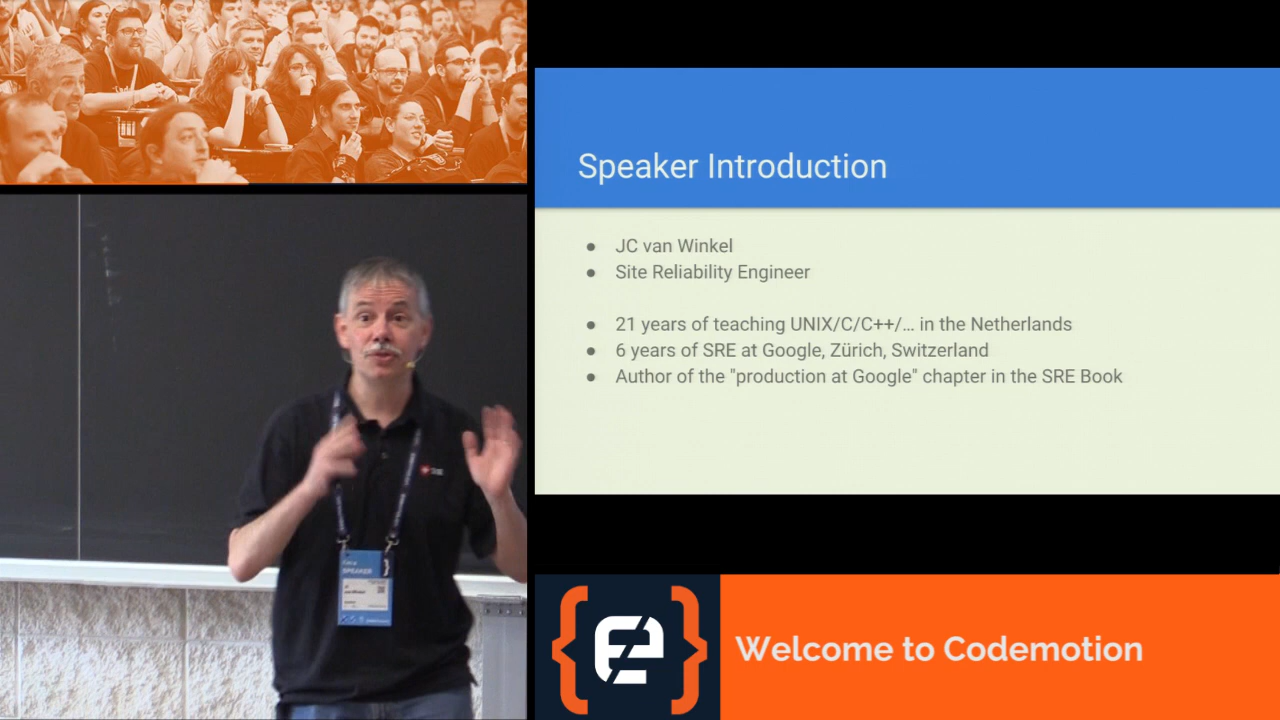 Speaker Introduction
JC van Winkel
Site Reliability Engineer
21 years of teaching UNIX/C/C++/... in the Netherlands
6 years of SRE at Google, Zürich, Switzerland
Author of the "production at Google" chapter in the SRE Book
SPEAKER
Welcome to Codemotion